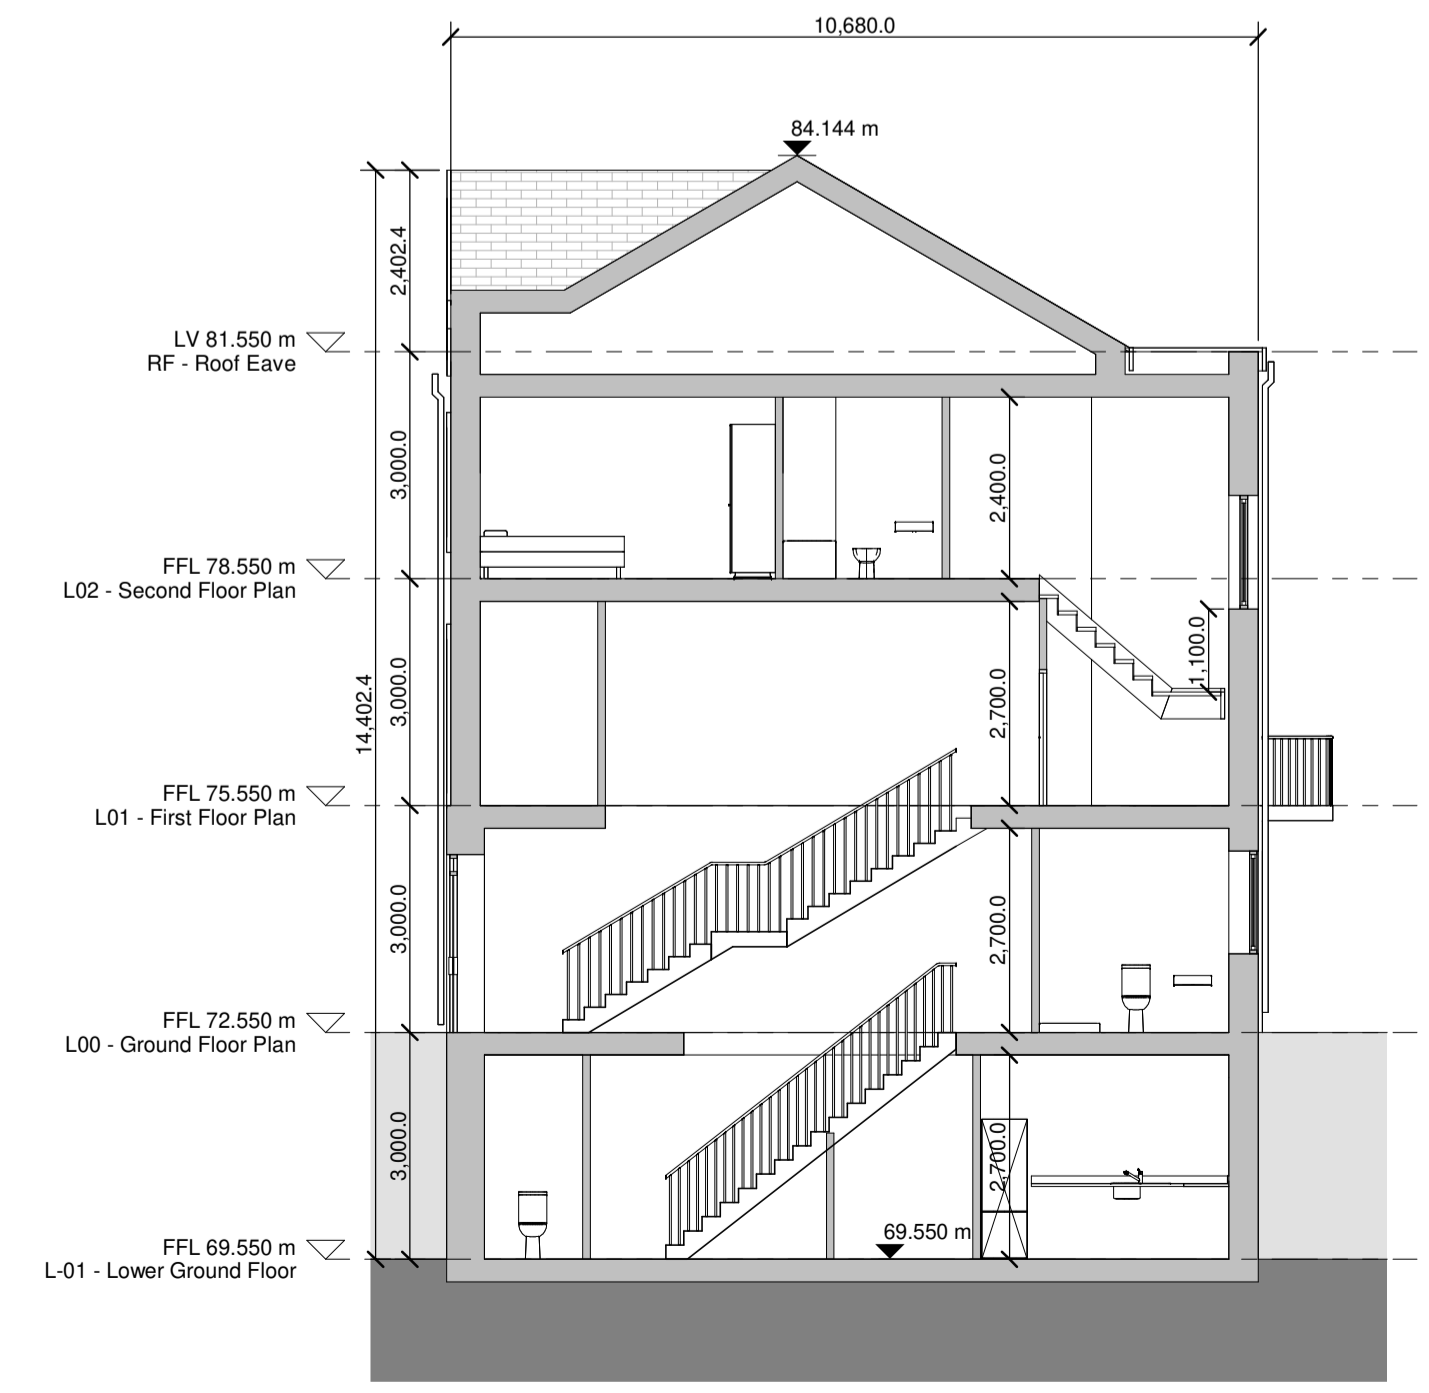 10,680.0
84.144 m
2,402.4
LV 81.550 m
RF - Roof Eave
3,000.0
2,400.0
FFL 78.550 m
L02 - Second Floor Plan
1,100.0
3,000.0
2,700.0
14,402.4
FFL 75.550 m
L01 - First Floor Plan
3,000.0
2,700.0
FFL 72.550 m
L00 - Ground Floor Plan
3,000.0
2,700.0
69.550 m
FFL 69.550 m
L-01 - Lower Ground Floor